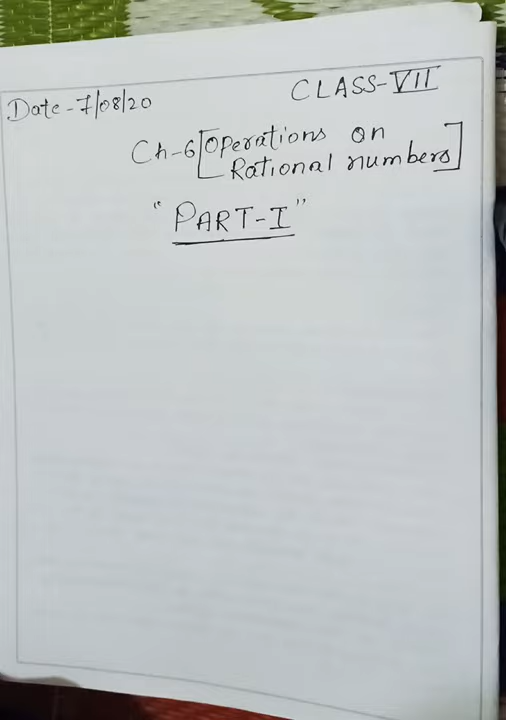 Date-7/08/20
CLASS-VII
Ch-6[Operations on
Rational numbers]
"PART-I"